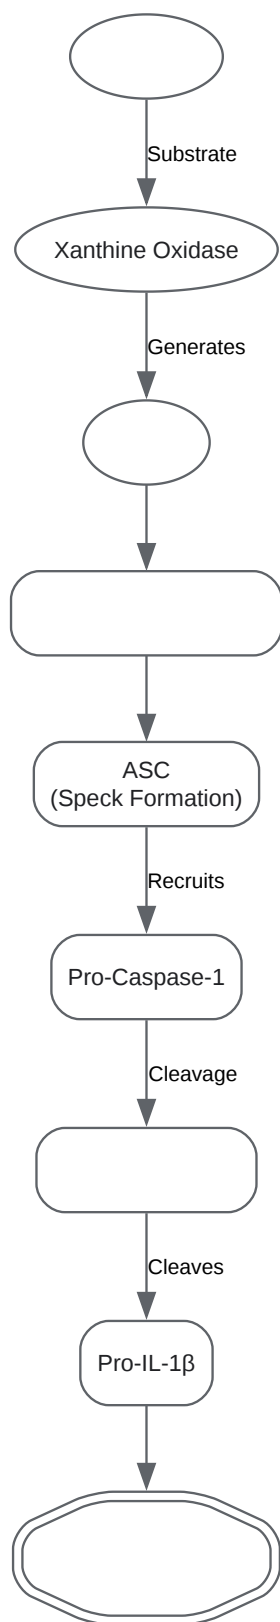 Substrate
Xanthine Oxidase
Generates
ASC
(Speck Formation)
Recruits
Pro-Caspase-1
Cleavage
Cleaves
Pro-IL-1β